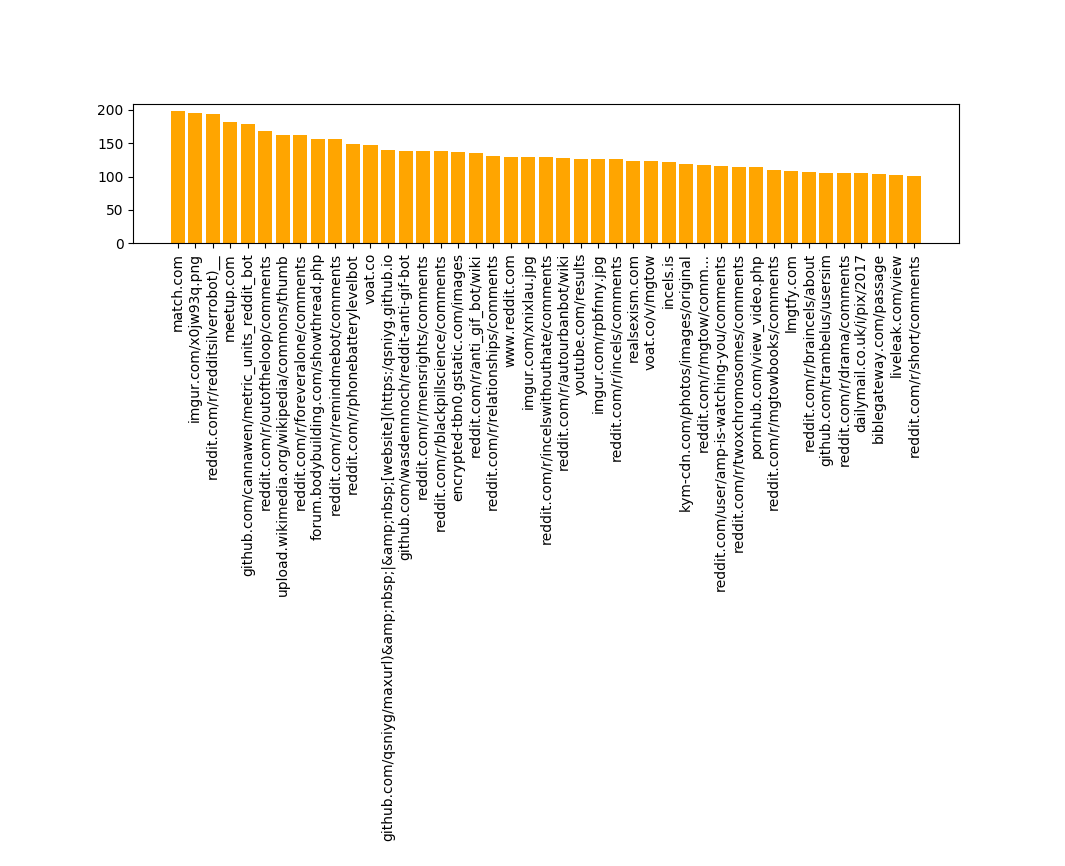 200
150
100
50
0
match.com
imgur.com/x0jw93q.png
reddit.com/r/redditsilverrobot)__
meetup.com
github.com/cannawen/metric_units_reddit_bot
reddit.com/r/outoftheloop/comments
upload.wikimedia.org/wikipedia/commons/thumb
reddit.com/r/foreveralone/comments
forum.bodybuilding.com/showthread.php
reddit.com/r/remindmebot/comments
reddit.com/r/phonebatterylevelbot
voat.co
github.com/qsniyg/maxurl)&amp;nbsp;|&amp;nbsp;[website](https:/qsniyg.github.io
github.com/wasdennnoch/reddit-anti-gif-bot
reddit.com/r/mensrights/comments
reddit.com/r/blackpillscience/comments
encrypted-tbn0.gstatic.com/images
reddit.com/r/anti_gif_bot/wiki
reddit.com/r/relationships/comments
www.reddit.com
imgur.com/xnixlau.jpg
reddit.com/r/incelswithouthate/comments
reddit.com/r/autourbanbot/wiki
youtube.com/results
imgur.com/rpbfnny.jpg
reddit.com/r/incels/comments
realsexism.com
voat.co/v/mgtow
incels.is
kym-cdn.com/photos/images/original
reddit.com/r/mgtow/comm...
reddit.com/user/amp-is-watching-you/comments
reddit.com/r/twoxchromosomes/comments
pornhub.com/view_video.php
reddit.com/r/mgtowbooks/comments
lmgtfy.com
reddit.com/r/braincels/about
github.com/trambelus/usersim
reddit.com/r/drama/comments
dailymail.co.uk/i/pix/2017
biblegateway.com/passage
liveleak.com/view
reddit.com/r/short/comments